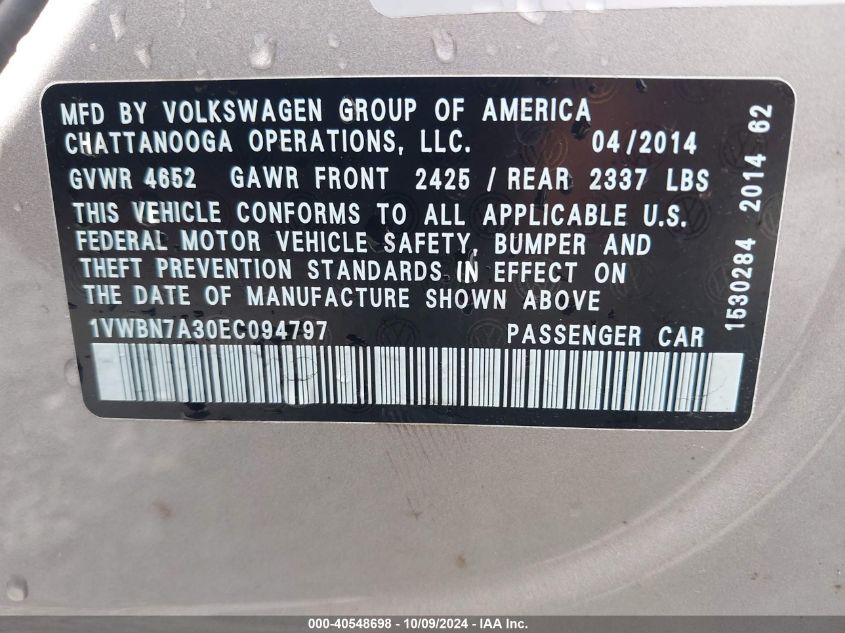 MFD BY VOLKSWAGEN GROUP OF AMERICA
CHATTANOOGA OPERATIONS, LLC. 04/2014
GVWR 4652 GAWR FRONT 2425 / REAR 2337 LBS
THIS VEHICLE CONFORMS TO ALL APPLICABLE U.S.
FEDERAL MOTOR VEHICLE SAFETY, BUMPER AND
THEFT PREVENTION STANDARDS IN EFFECT ON
THE DATE OF MANUFACTURE SHOWN ABOVE
1VWBN7A30EC094797 PASSENGER CAR
1530284 2014 62
000-40548698 - 10/09/2024 - IAA Inc.